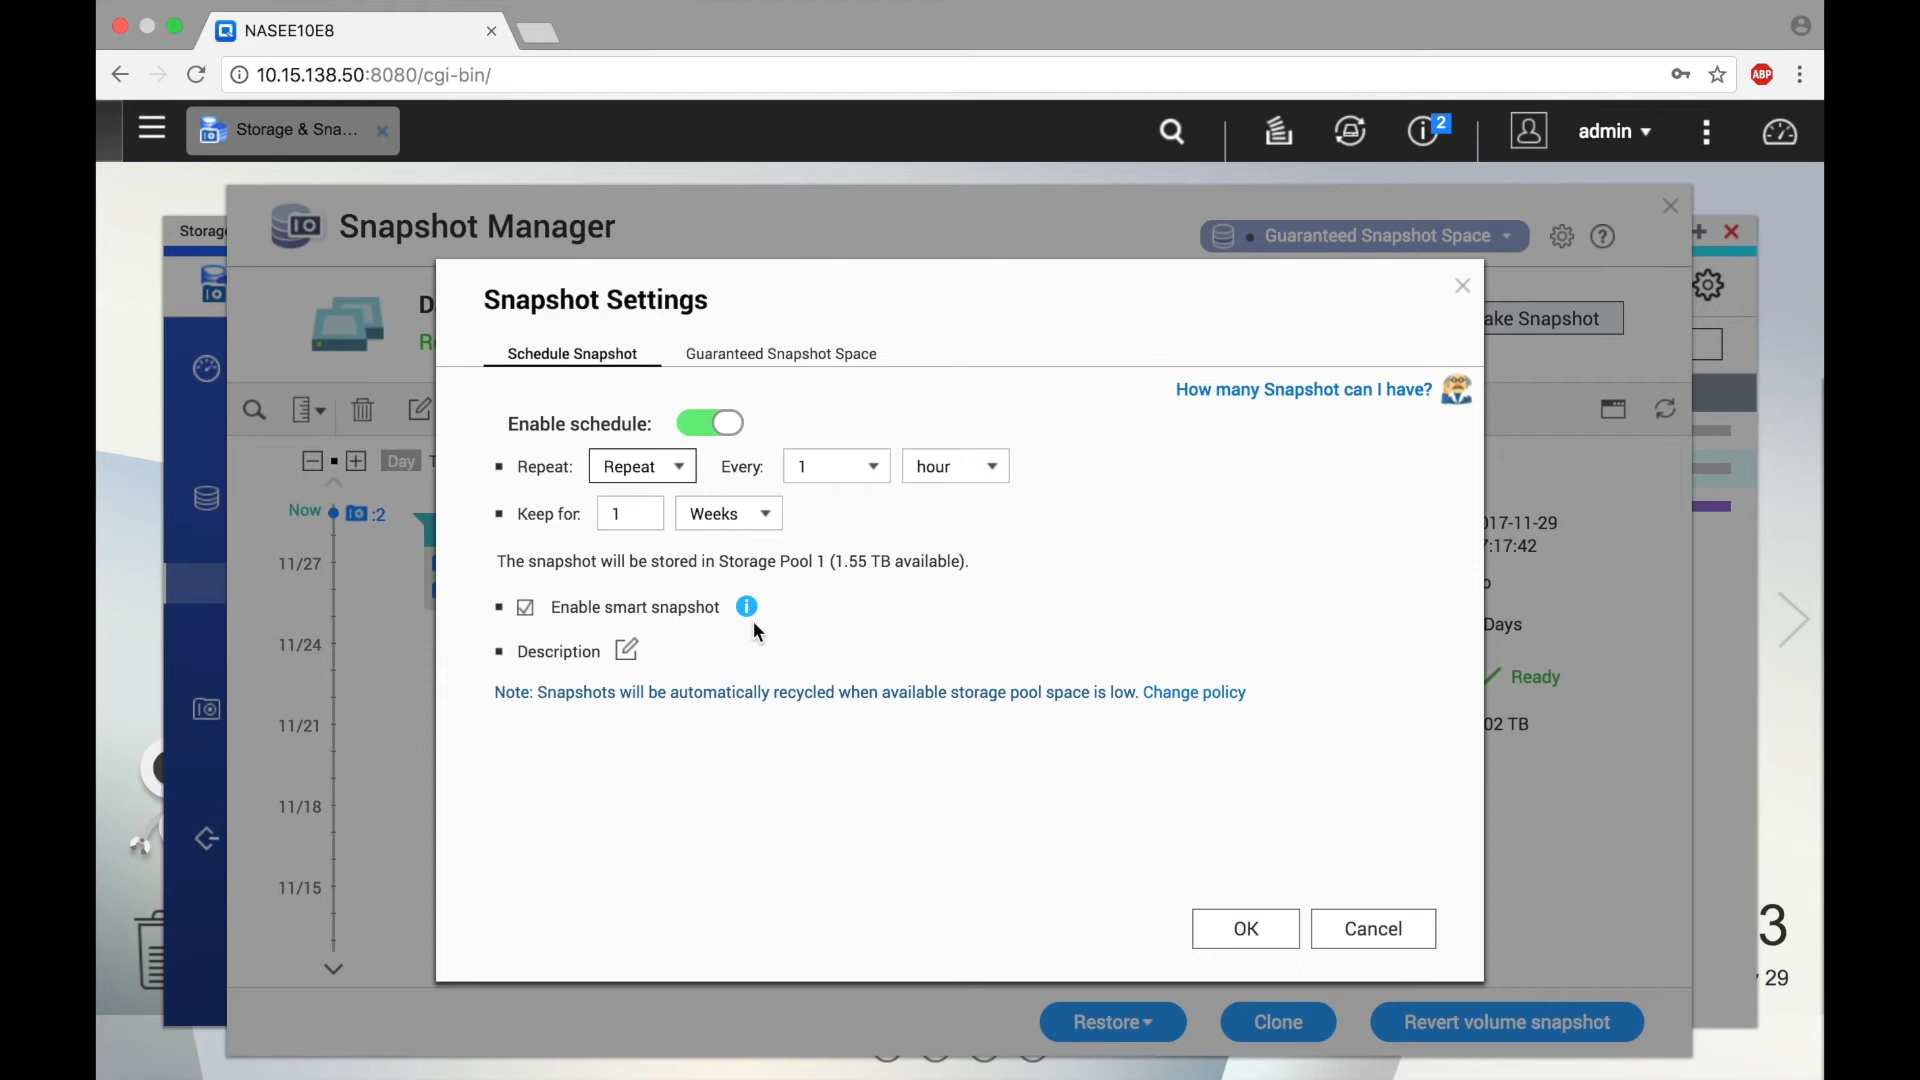 NASEE10E8
10.15.138.50:8080/cgi-bin/
ABP
Storage & Sna...
2
admin
Storag
Snapshot Manager
Guaranteed Snapshot Space
D
R
ake Snapshot
Snapshot Settings
Schedule Snapshot
Guaranteed Snapshot Space
How many Snapshot can I have?
Enable schedule:
Repeat: Repeat Every: 1 hour
Keep for: 1 Weeks
The snapshot will be stored in Storage Pool 1 (1.55 TB available).
Enable smart snapshot
Description
Note: Snapshots will be automatically recycled when available storage pool space is low. Change policy
OK
Cancel
Day
T
Now
:2
11/27
11/24
11/21
11/18
11/15
17-11-29
7:17:42
Days
Ready
02 TB
3
29
Restore
Clone
Revert volume snapshot